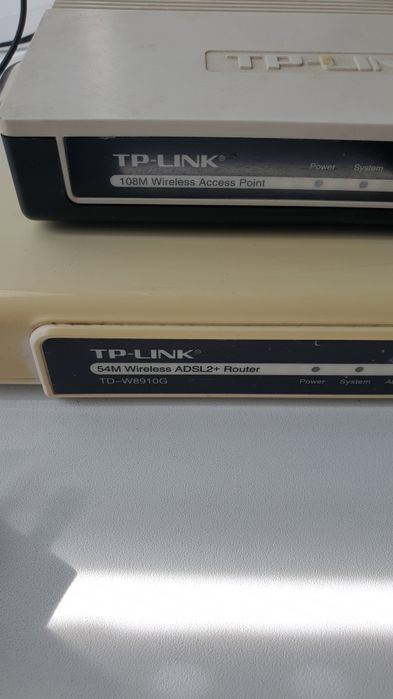 TP-LINK
TP-LINK®
108M Wireless Access Point
Power System
TP-LINK®
54M Wireless ADSL2+ Router
TD-W8910G
Power System